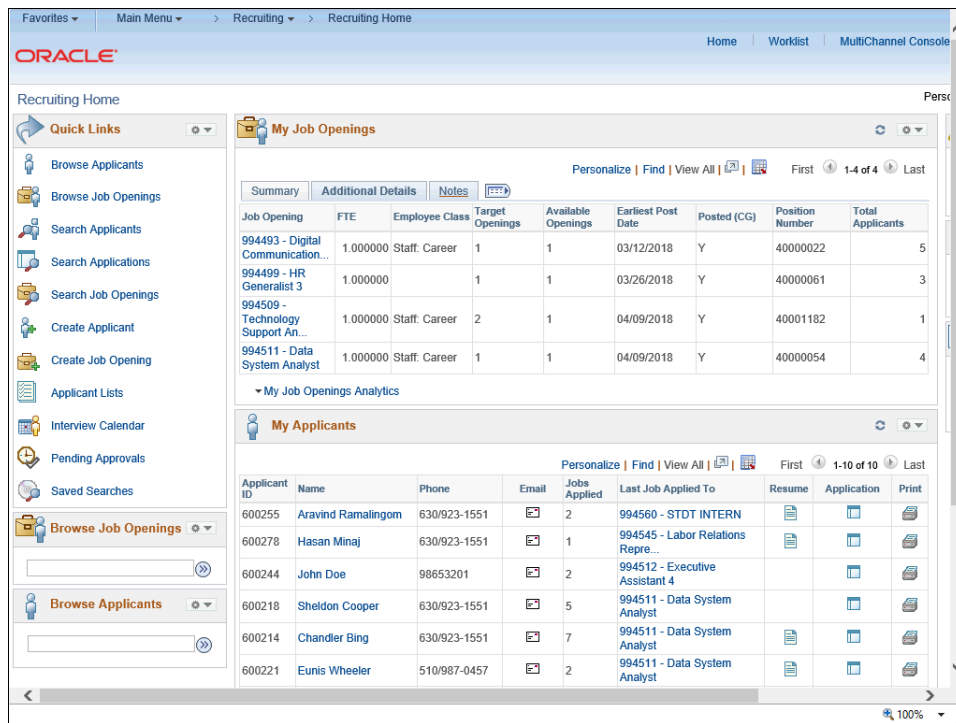 Favorites Main Menu > Recruiting > Recruiting Home
Home Worklist MultiChannel Console
ORACLE
Recruiting Home
Quick Links
Browse Applicants
Browse Job Openings
Search Applicants
Search Applications
Search Job Openings
Create Applicant
Create Job Opening
Applicant Lists
Interview Calendar
Pending Approvals
Saved Searches
Browse Job Openings
Browse Applicants
My Job Openings
Personalize | Find | View All | | First 1-4 of 4 Last
Summary Additional Details Notes
Job Opening FTE Employee Class Target Openings Available Openings Earliest Post Date Posted (CG) Position Number Total Applicants
994493 - Digital Communication... 1.000000 Staff: Career 1 1 03/12/2018 Y 40000022 5
994499 - HR Generalist 3 1.000000 1 1 03/26/2018 Y 40000061 3
994509 - Technology Support An... 1.000000 Staff: Career 2 1 04/09/2018 Y 40001182 1
994511 - Data System Analyst 1.000000 Staff: Career 1 1 04/09/2018 Y 40000054 4
My Job Openings Analytics
My Applicants
Personalize | Find | View All | | First 1-10 of 10 Last
Applicant ID Name Phone Email Jobs Applied Last Job Applied To Resume Application Print
600255 Aravind Ramalingom 630/923-1551 2 994560 - STDT INTERN
600278 Hasan Minaj 630/923-1551 1 994545 - Labor Relations Repre...
600244 John Doe 98653201 2 994512 - Executive Assistant 4
600218 Sheldon Cooper 630/923-1551 5 994511 - Data System Analyst
600214 Chandler Bing 630/923-1551 7 994511 - Data System Analyst
600221 Eunis Wheeler 510/987-0457 2 994511 - Data System Analyst
100%